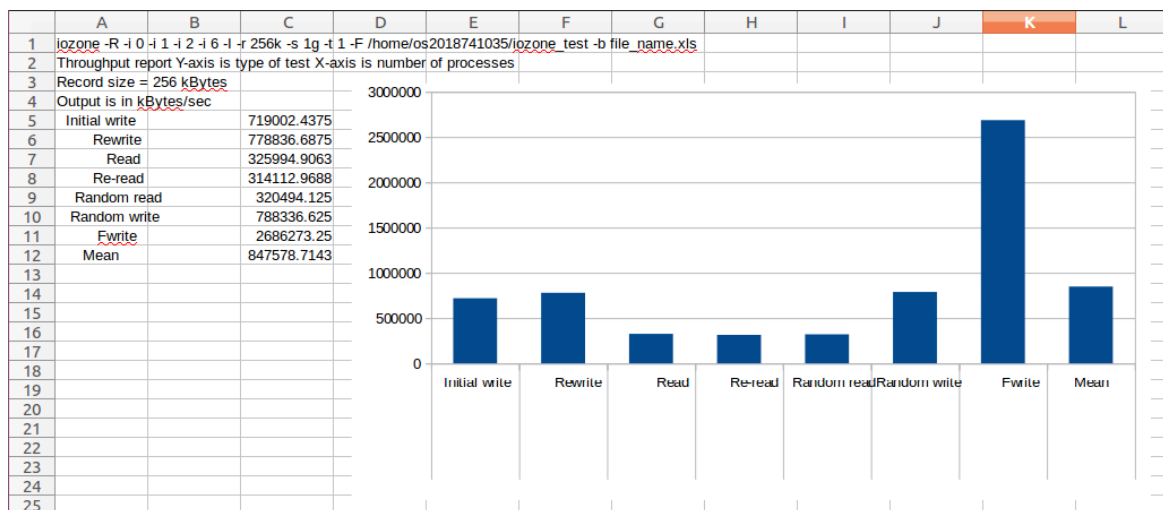 A B C D E F G H I J K L
1 iozone -R -i 0 -i 1 -i 2 -i 6 -I -r 256k -s 1g -t 1 -F /home/os2018741035/iozone_test -b file_name.xls
2 Throughput report Y-axis is type of test X-axis is number of processes
3 Record size = 256 kBytes
4 Output is in kBytes/sec
5 Initial write 719002.4375
6 Rewrite 778836.6875
7 Read 325994.9063
8 Re-read 314112.9688
9 Random read 320494.125
10 Random write 788336.625
11 Fwrite 2686273.25
12 Mean 847578.7143
13
14
15
16
17
18
19
20
21
22
23
24
25
3000000
2500000
2000000
1500000
1000000
500000
0
Initial write Rewrite Read Re-read Random read Random write Fwrite Mean